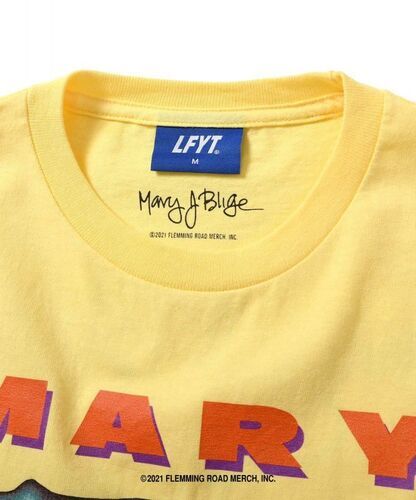 LFYT®
M
Mary J Blige
©2021 FLEMMING ROAD MERCH, INC.
MARY
©2021 FLEMMING ROAD MERCH, INC.